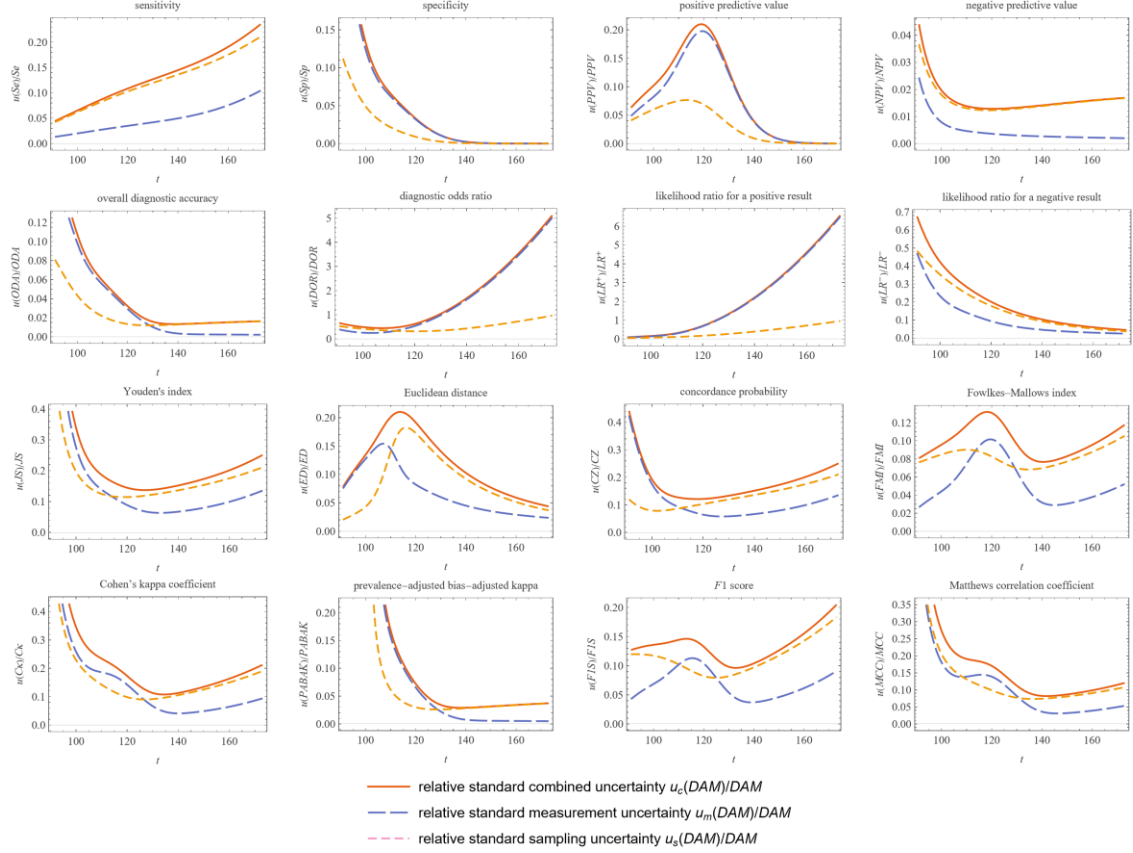 sensitivity
specificity
positive predictive value
negative predictive value
u(Se)/Se
0.20
0.15
0.10
0.05
0.00
100 120 140 160
t
u(Sp)/Sp
0.15
0.10
0.05
0.00
100 120 140 160
t
u(PPV)/PPV
0.20
0.15
0.10
0.05
0.00
100 120 140 160
t
u(NPV)/NPV
0.04
0.03
0.02
0.01
0.00
100 120 140 160
t
overall diagnostic accuracy
diagnostic odds ratio
likelihood ratio for a positive result
likelihood ratio for a negative result
u(ODA)/ODA
0.12
0.10
0.08
0.06
0.04
0.02
0.00
100 120 140 160
t
u(DOR)/DOR
5
4
3
2
1
0
100 120 140 160
t
u(LR⁺)/LR⁺
6
5
4
3
2
1
0
100 120 140 160
t
u(LR⁻)/LR⁻
0.7
0.6
0.5
0.4
0.3
0.2
0.1
0.0
100 120 140 160
t
Youden's index
Euclidean distance
concordance probability
Fowlkes–Mallows index
u(JS)/JS
0.4
0.3
0.2
0.1
0.0
100 120 140 160
t
u(ED)/ED
0.20
0.15
0.10
0.05
0.00
100 120 140 160
t
u(CZ)/CZ
0.4
0.3
0.2
0.1
0.0
100 120 140 160
t
u(FMI)/FMI
0.12
0.10
0.08
0.06
0.04
0.02
0.00
100 120 140 160
t
Cohen's kappa coefficient
prevalence–adjusted bias–adjusted kappa
F1 score
Matthews correlation coefficient
u(Cκ)/Cκ
0.4
0.3
0.2
0.1
0.0
100 120 140 160
t
u(PABAK)/PABAK
0.20
0.15
0.10
0.05
0.00
100 120 140 160
t
u(F1S)/F1S
0.20
0.15
0.10
0.05
0.00
100 120 140 160
t
u(MCC)/MCC
0.35
0.30
0.25
0.20
0.15
0.10
0.05
0.00
100 120 140 160
t
relative standard combined uncertainty u_c(DAM)/DAM
relative standard measurement uncertainty u_m(DAM)/DAM
relative standard sampling uncertainty u_s(DAM)/DAM